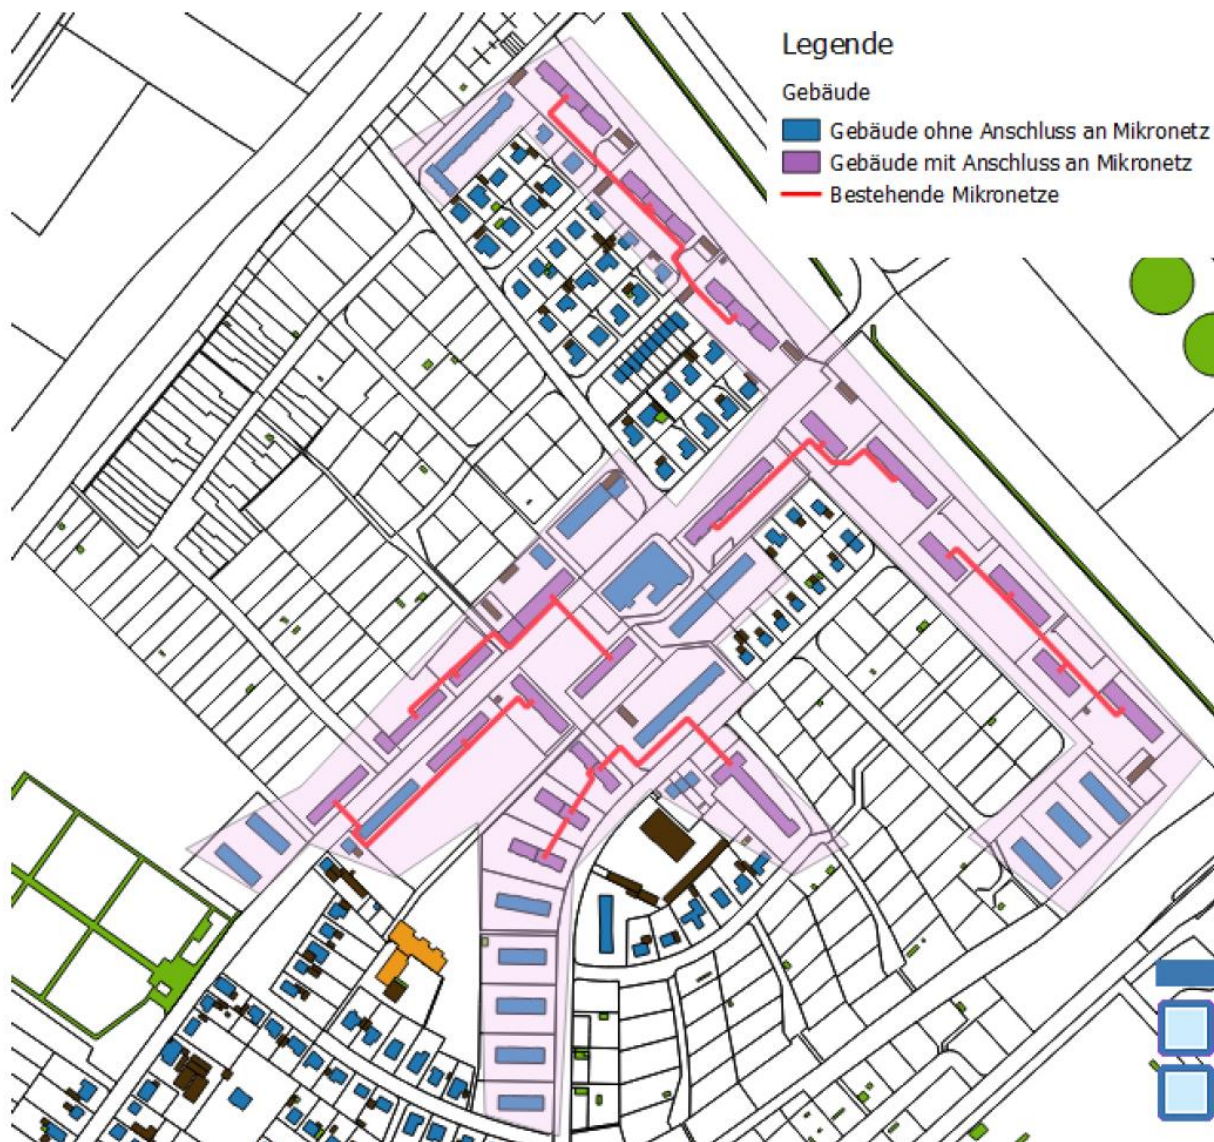 Legende
Gebäude
Gebäude ohne Anschluss an Mikronetz
Gebäude mit Anschluss an Mikronetz
Bestehende Mikronetze